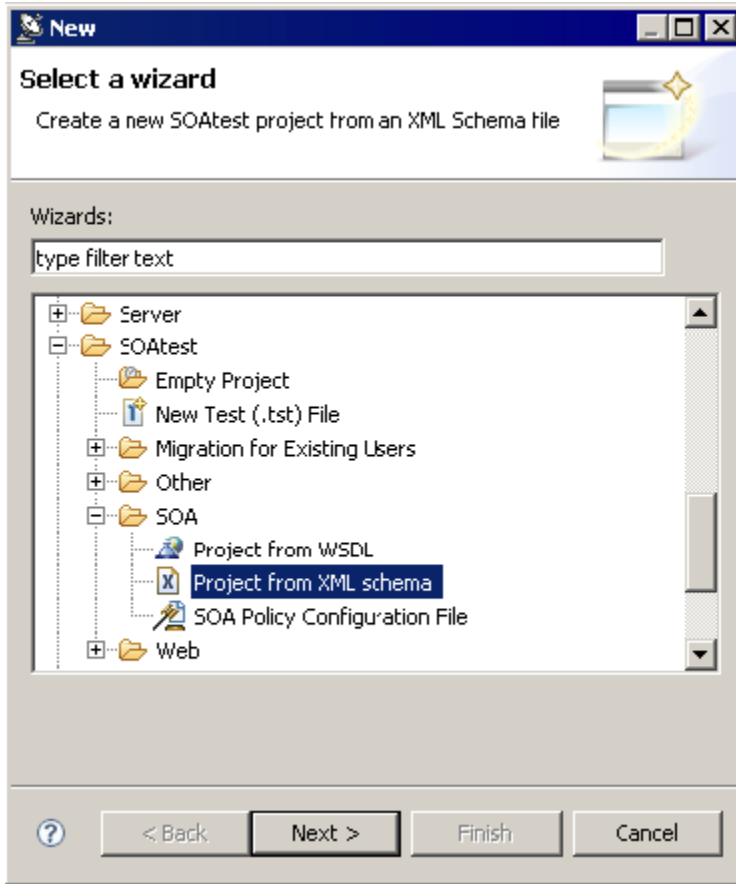 New
Select a wizard
Create a new SOAtest project from an XML Schema file
Wizards:
type filter text
Server
SOAtest
Empty Project
New Test (.tst) File
Migration for Existing Users
Other
SOA
Project from WSDL
Project from XML schema
SOA Policy Configuration File
Web
? < Back Next > Finish Cancel